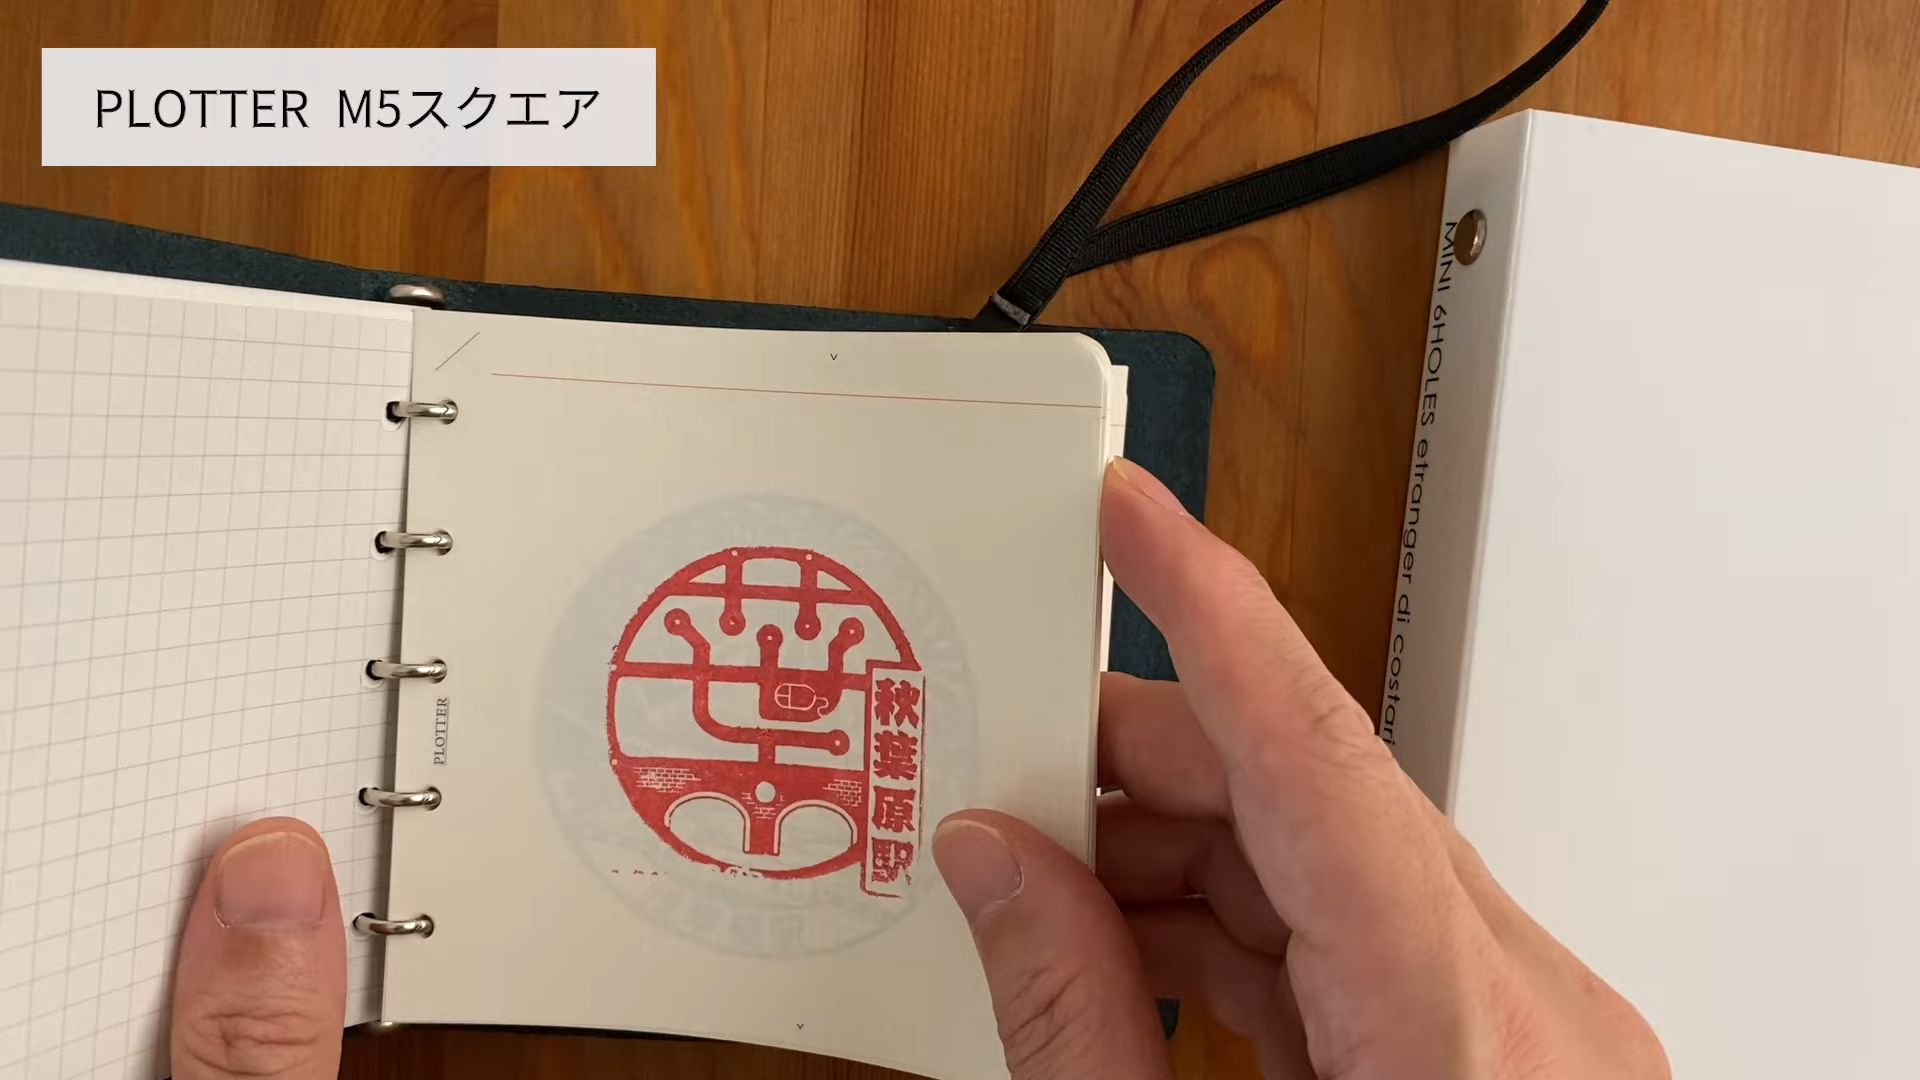 PLOTTER M5スクエア
PLOTTER
秋葉原駅
MINI 6HOLES etranger di costari